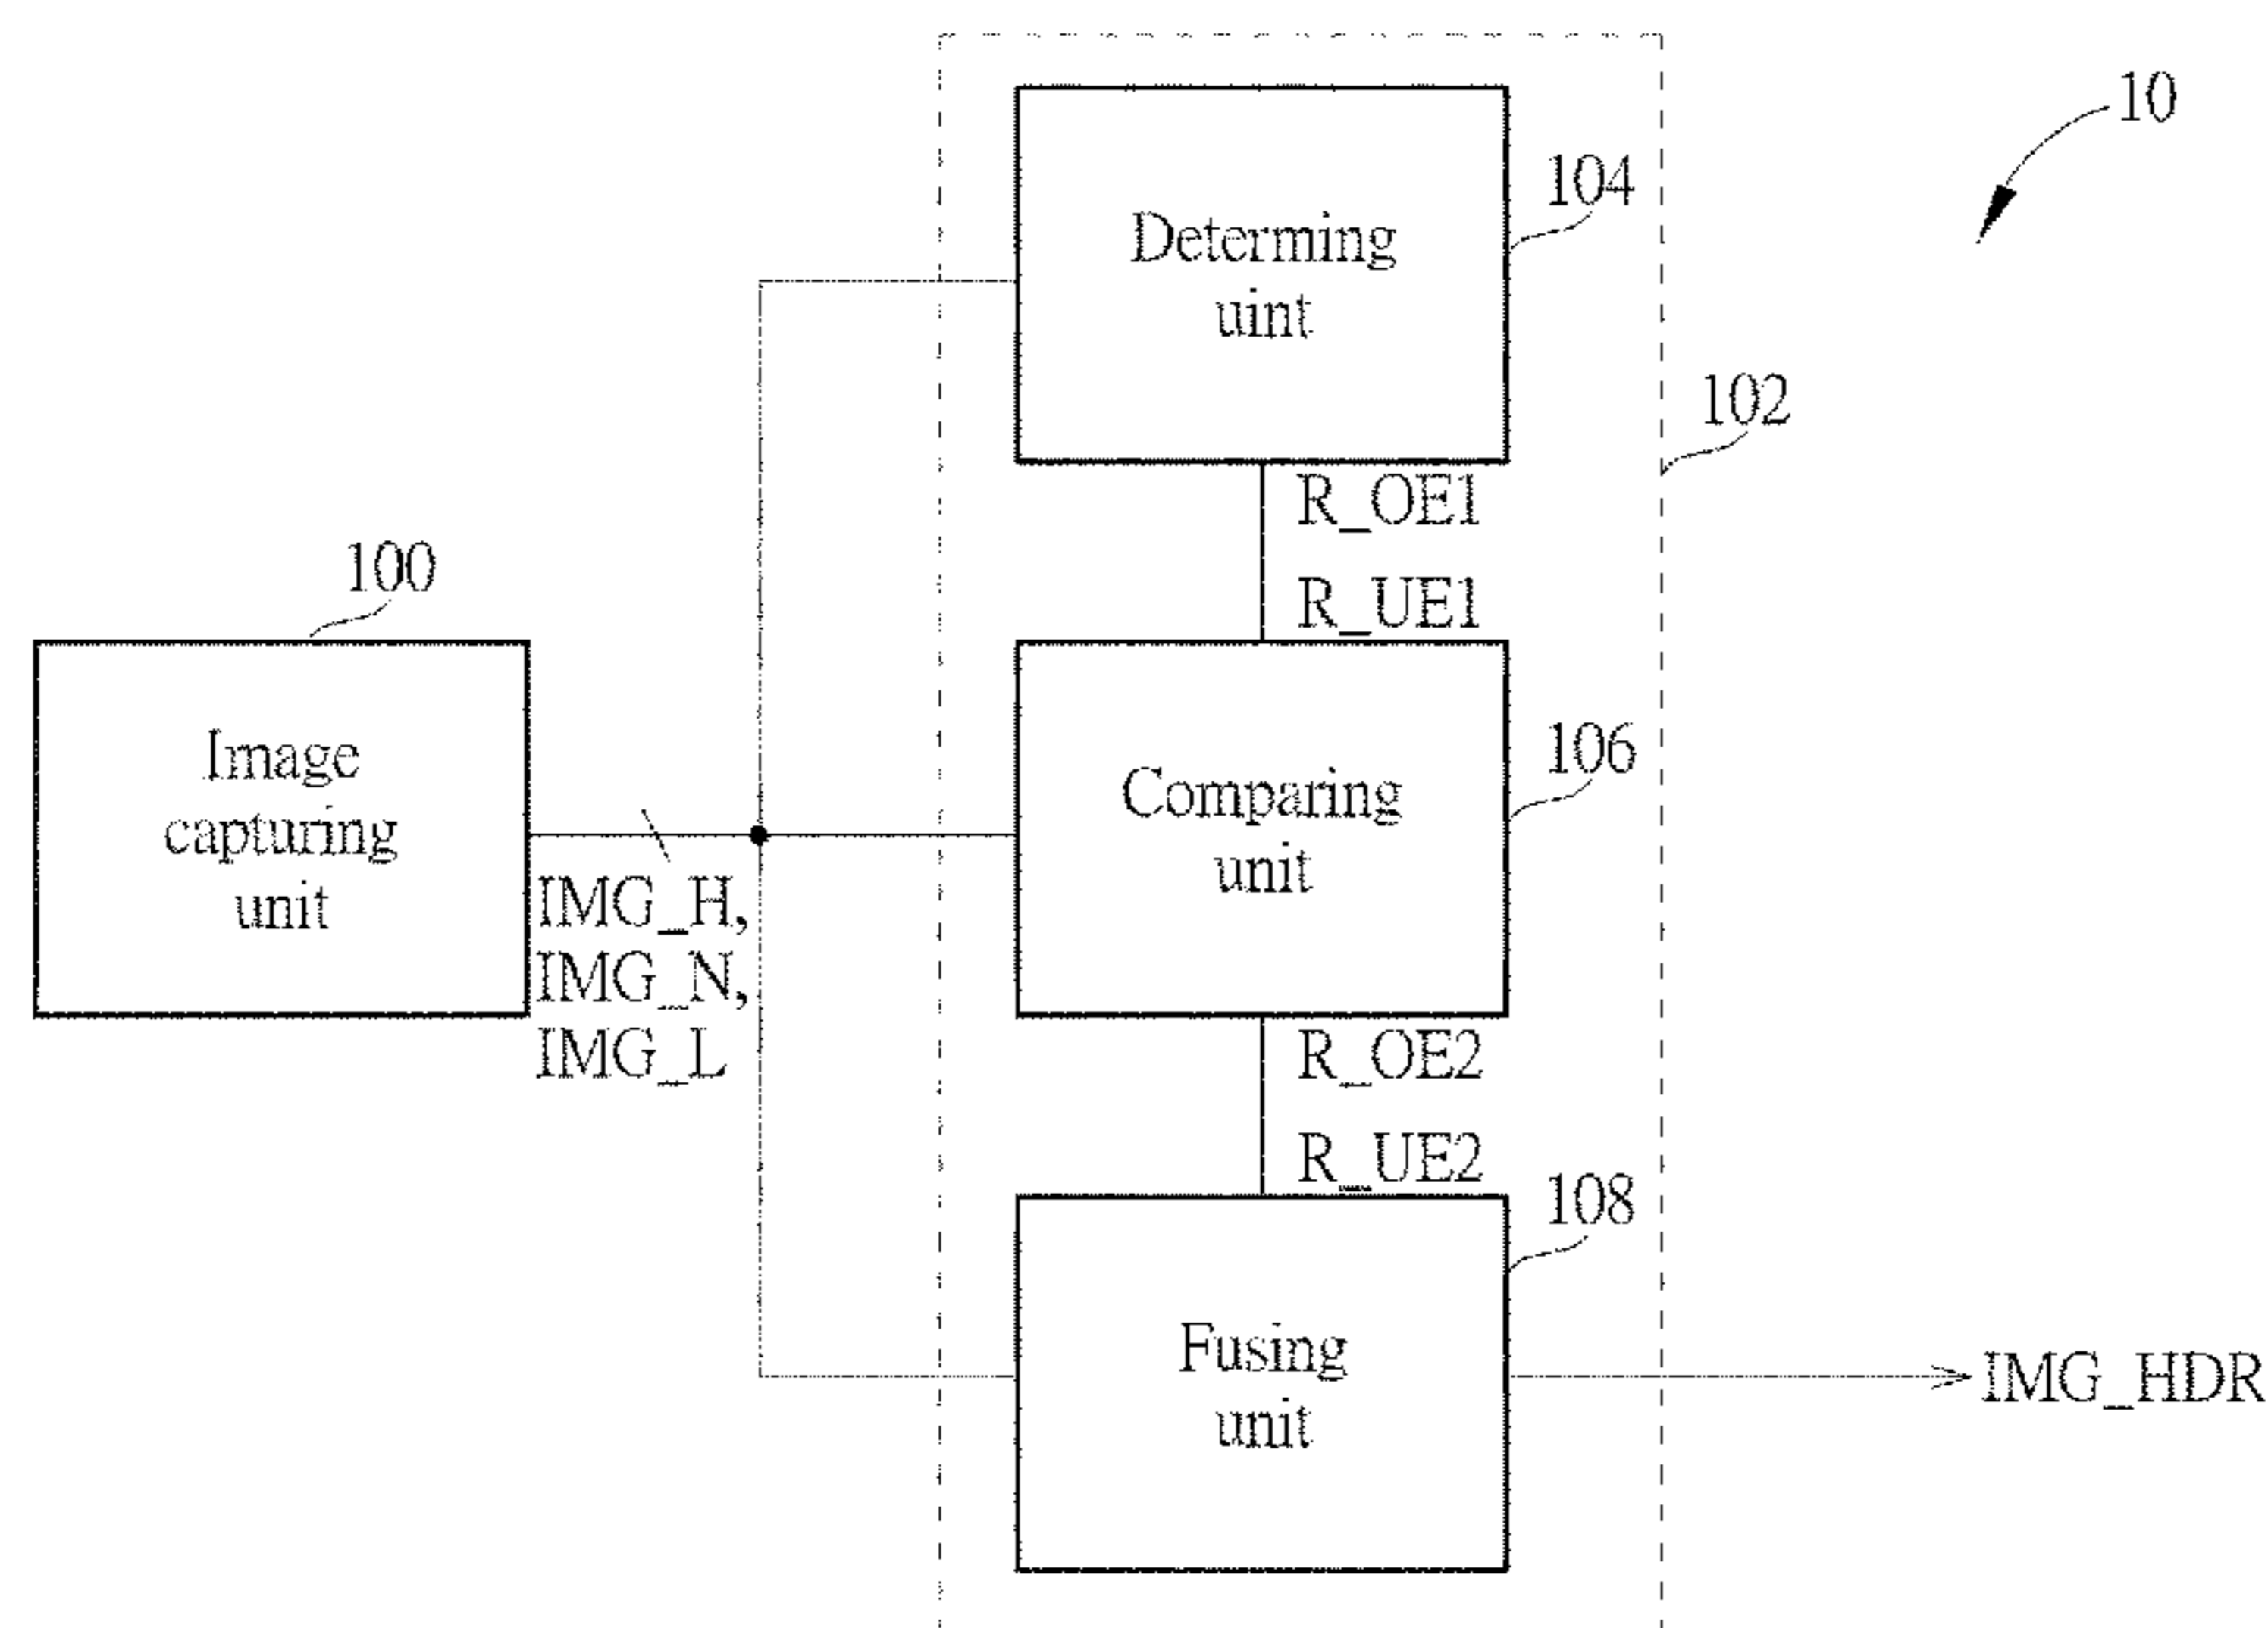 10
104
Determing
uint
102
R_OE1
R_UE1
100
Image
capturing
unit
IMG_H,
IMG_N,
IMG_L
106
Comparing
unit
R_OE2
R_UE2
108
Fusing
unit
IMG_HDR